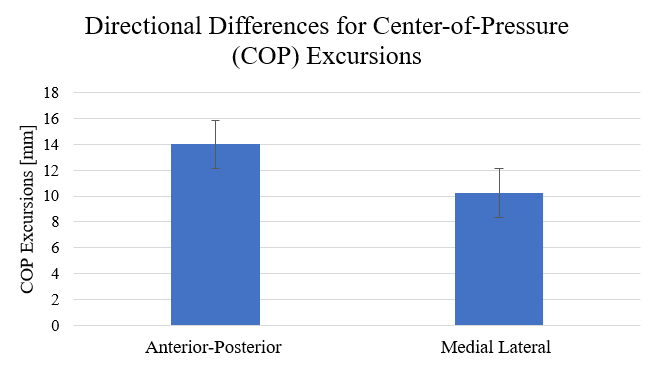 Directional Differences for Center-of-Pressure
(COP) Excursions
COP Excursions [mm]
18
16
14
12
10
8
6
4
2
0
Anterior-Posterior
Medial Lateral